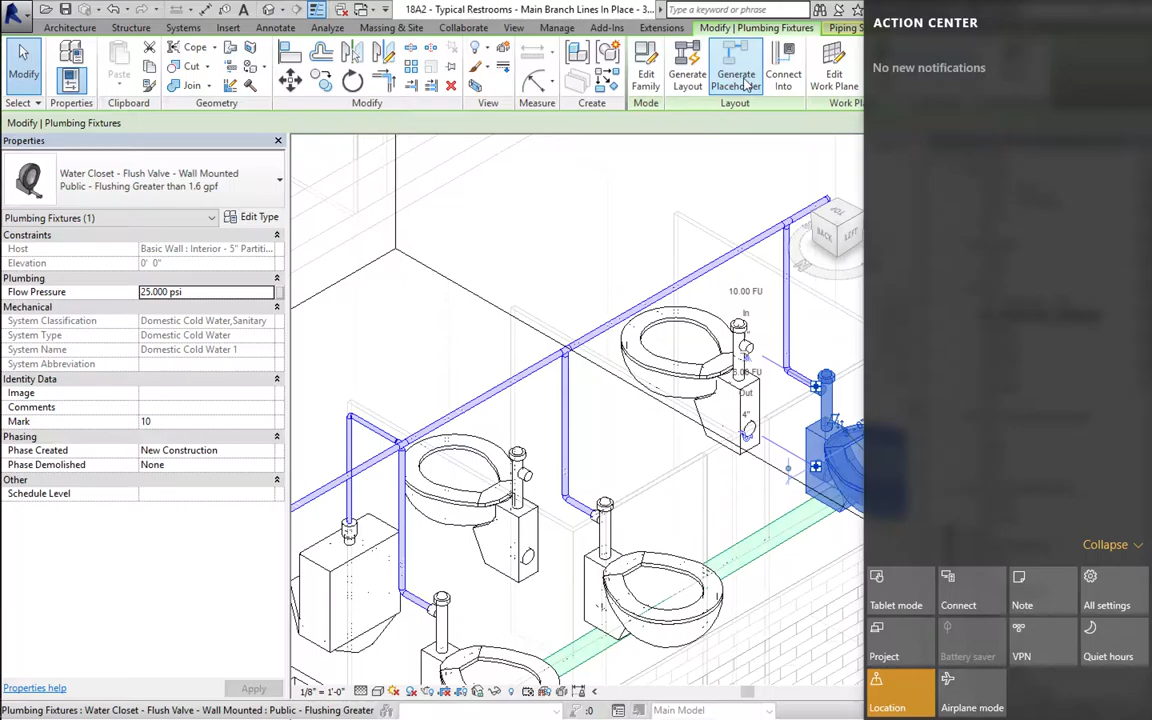 18A2 - Typical Restrooms - Main Branch Lines In Place - 3...
Type a keyword or phrase
Architecture Structure Systems Insert Annotate Analyze Massing & Site Collaborate View Manage Add-Ins Extensions Modify | Plumbing Fixtures Piping S
Modify
Paste
Cope
Cut
Join
Edit Family
Generate Layout
Generate Placeholder
Connect Into
Edit Work Plane
Select Properties Clipboard Geometry Modify View Measure Create Mode Layout Work Pl
Modify | Plumbing Fixtures
Properties
Water Closet - Flush Valve - Wall Mounted
Public - Flushing Greater than 1.6 gpf
Plumbing Fixtures (1) Edit Type
Constraints
Host Basic Wall : Interior - 5" Partiti...
Elevation 0' 0"
Plumbing
Flow Pressure 25.000 psi
Mechanical
System Classification Domestic Cold Water,Sanitary
System Type Domestic Cold Water
System Name Domestic Cold Water 1
System Abbreviation
Identity Data
Image
Comments
Mark 10
Phasing
Phase Created New Construction
Phase Demolished None
Other
Schedule Level
Properties help Apply
TOP
BACK LEFT
10.00 FU
In
FU
Out
4"
1/8" = 1'-0"
Plumbing Fixtures : Water Closet - Flush Valve - Wall Mounted : Public - Flushing Greater
:0 Main Model
ACTION CENTER
No new notifications
Collapse
Tablet mode Connect Note All settings
Project Battery saver VPN Quiet hours
Location Airplane mode